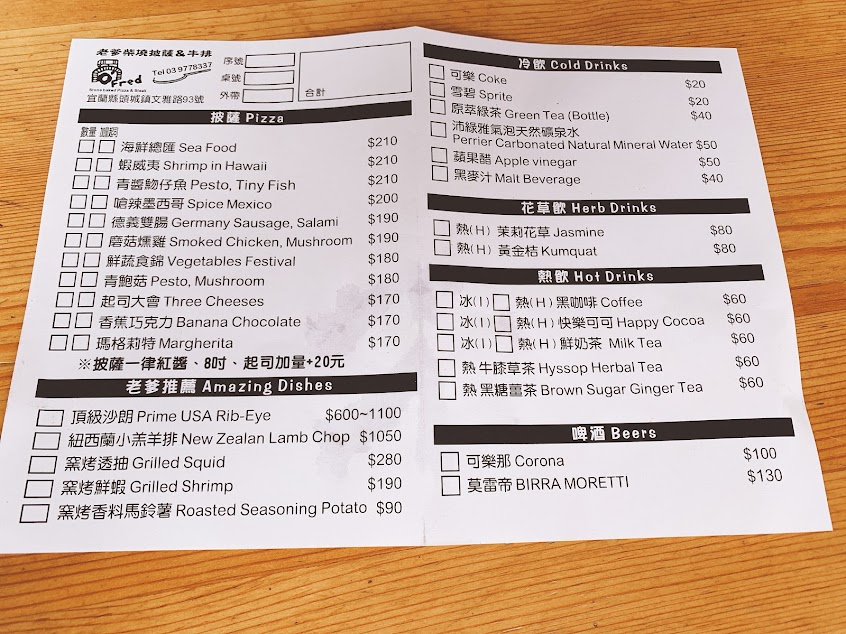 老爹柴燒披薩&牛排
Ofred
Stone baked Pizza & Steak
Tel 03 9778337
宜蘭縣頭城鎮文雅路93號
序號
桌號
外帶
合計
披薩 Pizza
數量 加起司
海鮮總匯 Sea Food $210
蝦威夷 Shrimp in Hawaii $210
青醬魩仔魚 Pesto, Tiny Fish $210
嗆辣墨西哥 Spice Mexico $200
德義雙腸 Germany Sausage, Salami $190
磨菇燻雞 Smoked Chicken, Mushroom $190
鮮蔬食錦 Vegetables Festival $180
青鮑菇 Pesto, Mushroom $180
起司大會 Three Cheeses $170
香蕉巧克力 Banana Chocolate $170
瑪格莉特 Margherita $170
※披薩一律紅醬、8吋、起司加量+20元
老爹推薦 Amazing Dishes
頂級沙朗 Prime USA Rib-Eye $600~1100
紐西蘭小羔羊排 New Zealan Lamb Chop $1050
窯烤透抽 Grilled Squid $280
窯烤鮮蝦 Grilled Shrimp $190
窯烤香料馬鈴薯 Roasted Seasoning Potato $90
冷飲 Cold Drinks
可樂 Coke $20
雪碧 Sprite $20
原萃綠茶 Green Tea (Bottle) $40
沛綠雅氣泡天然礦泉水
Perrier Carbonated Natural Mineral Water $50
蘋果醋 Apple vinegar $50
黑麥汁 Malt Beverage $40
花草飲 Herb Drinks
熱(H) 茉莉花草 Jasmine $80
熱(H) 黃金桔 Kumquat $80
熱飲 Hot Drinks
冰(I) 熱(H) 黑咖啡 Coffee $60
冰(I) 熱(H) 快樂可可 Happy Cocoa $60
冰(I) 熱(H) 鮮奶茶 Milk Tea $60
熱 牛膝草茶 Hyssop Herbal Tea $60
熱 黑糖薑茶 Brown Sugar Ginger Tea $60
啤酒 Beers
可樂那 Corona $100
莫雷帝 BIRRA MORETTI $130